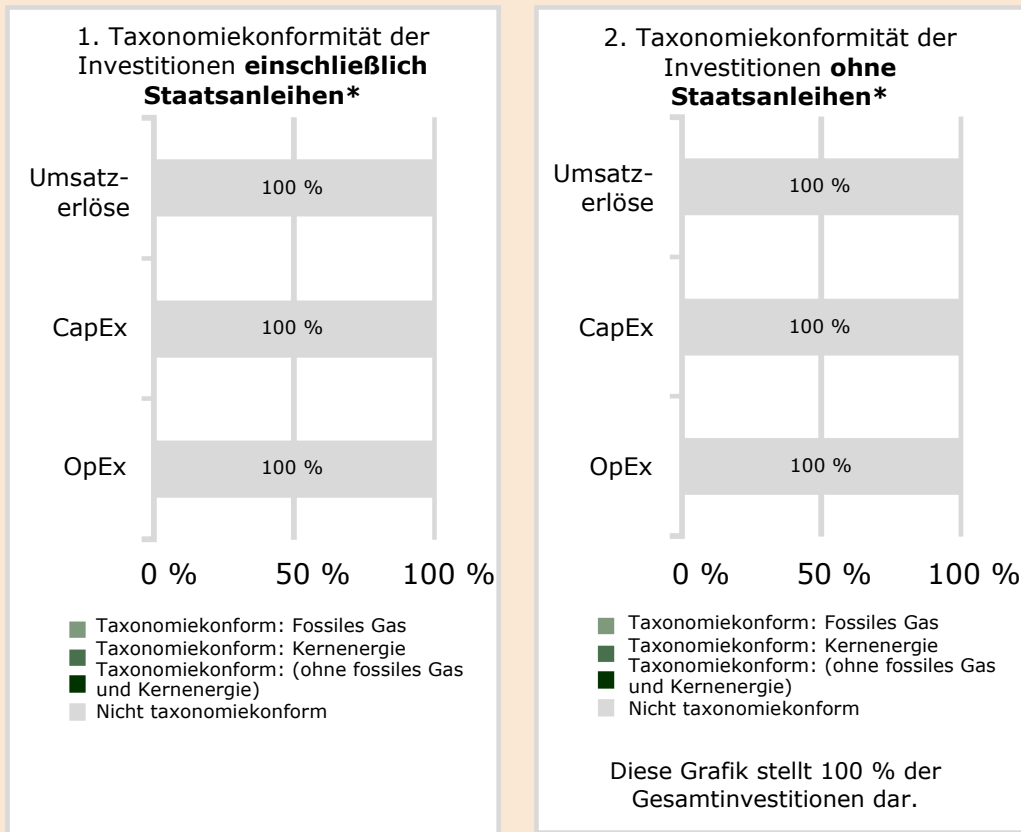 1. Taxonomiekonformität der
Investitionen einschließlich
Staatsanleihen*
Umsatz-
erlöse
100 %
CapEx
100 %
OpEx
100 %
0 % 50 % 100 %
Taxonomiekonform: Fossiles Gas
Taxonomiekonform: Kernenergie
Taxonomiekonform: (ohne fossiles Gas
und Kernenergie)
Nicht taxonomiekonform
2. Taxonomiekonformität der
Investitionen ohne
Staatsanleihen*
Umsatz-
erlöse
100 %
CapEx
100 %
OpEx
100 %
0 % 50 % 100 %
Taxonomiekonform: Fossiles Gas
Taxonomiekonform: Kernenergie
Taxonomiekonform: (ohne fossiles Gas
und Kernenergie)
Nicht taxonomiekonform
Diese Grafik stellt 100 % der
Gesamtinvestitionen dar.